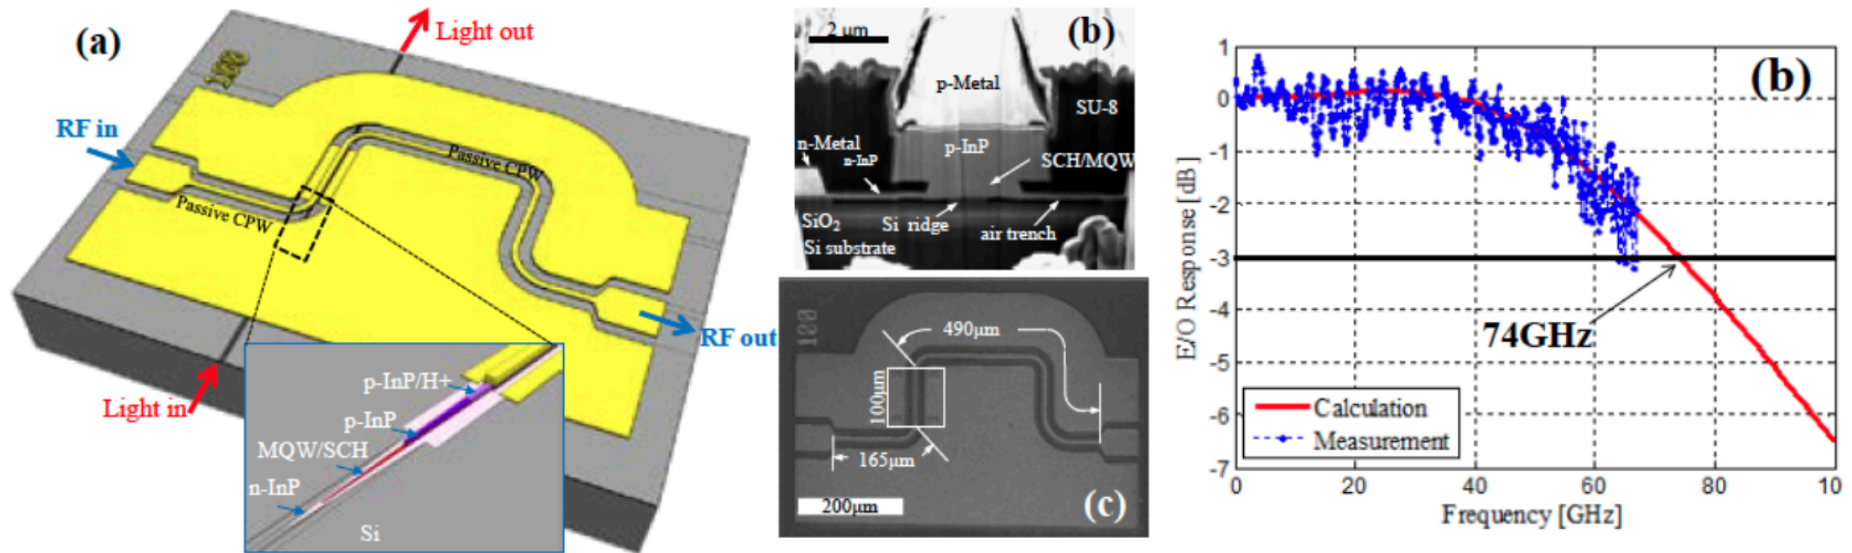 (a)
Light out
100
RF in
Passive CPW
Passive CPW
RF out
Light in
p-InP/H+
p-InP
MQW/SCH
n-InP
Si
2 μm
(b)
p-Metal
SU-8
n-Metal
n-InP
p-InP
SCH/MQW
SiO2
Si ridge
air trench
Si substrate
100
490μm
100μm
165μm
200μm
(c)
(b)
E/O Response [dB]
1
0
-1
-2
-3
-4
-5
-6
-7
74GHz
Calculation
Measurement
0 20 40 60 80 10
Frequency [GHz]